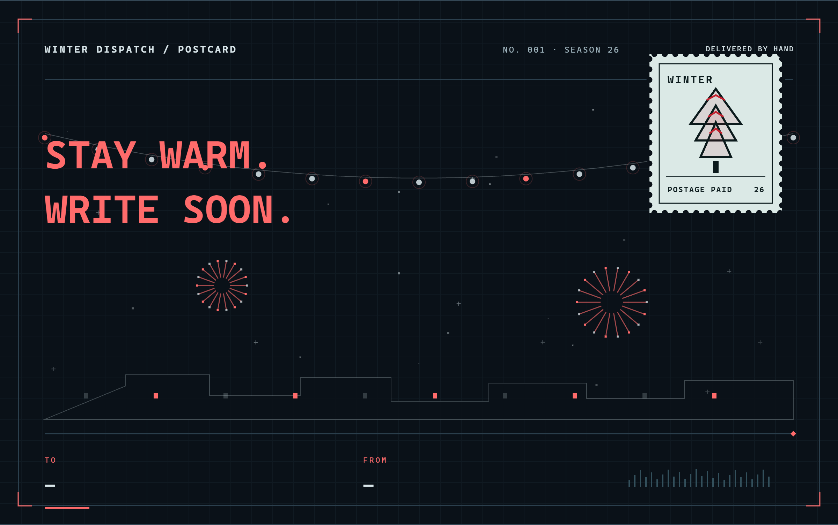 WINTER DISPATCH / POSTCARD
NO. 001 · SEASON 26
DELIVERED BY HAND
WINTER
STAY WARM.
WRITE SOON.
POSTAGE PAID 26
TO
FROM
—
—